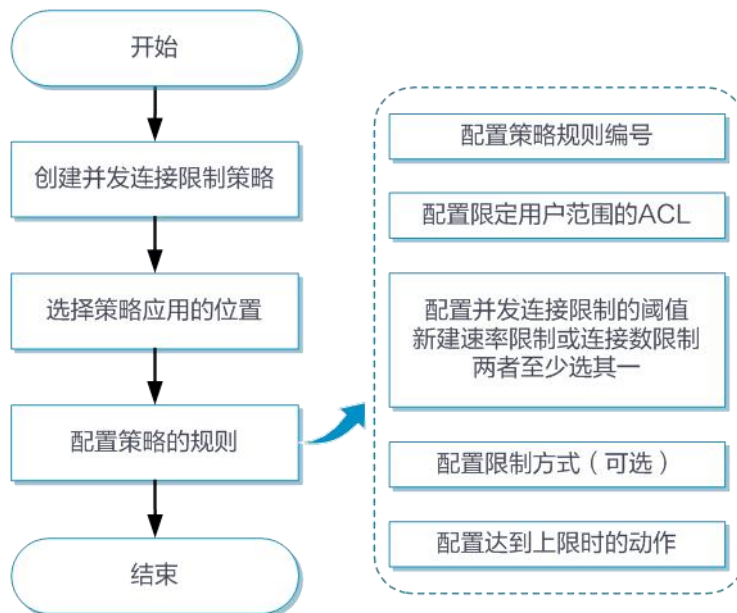 开始
创建并发连接限制策略
选择策略应用的位置
配置策略的规则
结束
配置策略规则编号
配置限定用户范围的ACL
配置并发连接限制的阈值
新建速率限制或连接数限制
两者至少选其一
配置限制方式（可选）
配置达到上限时的动作